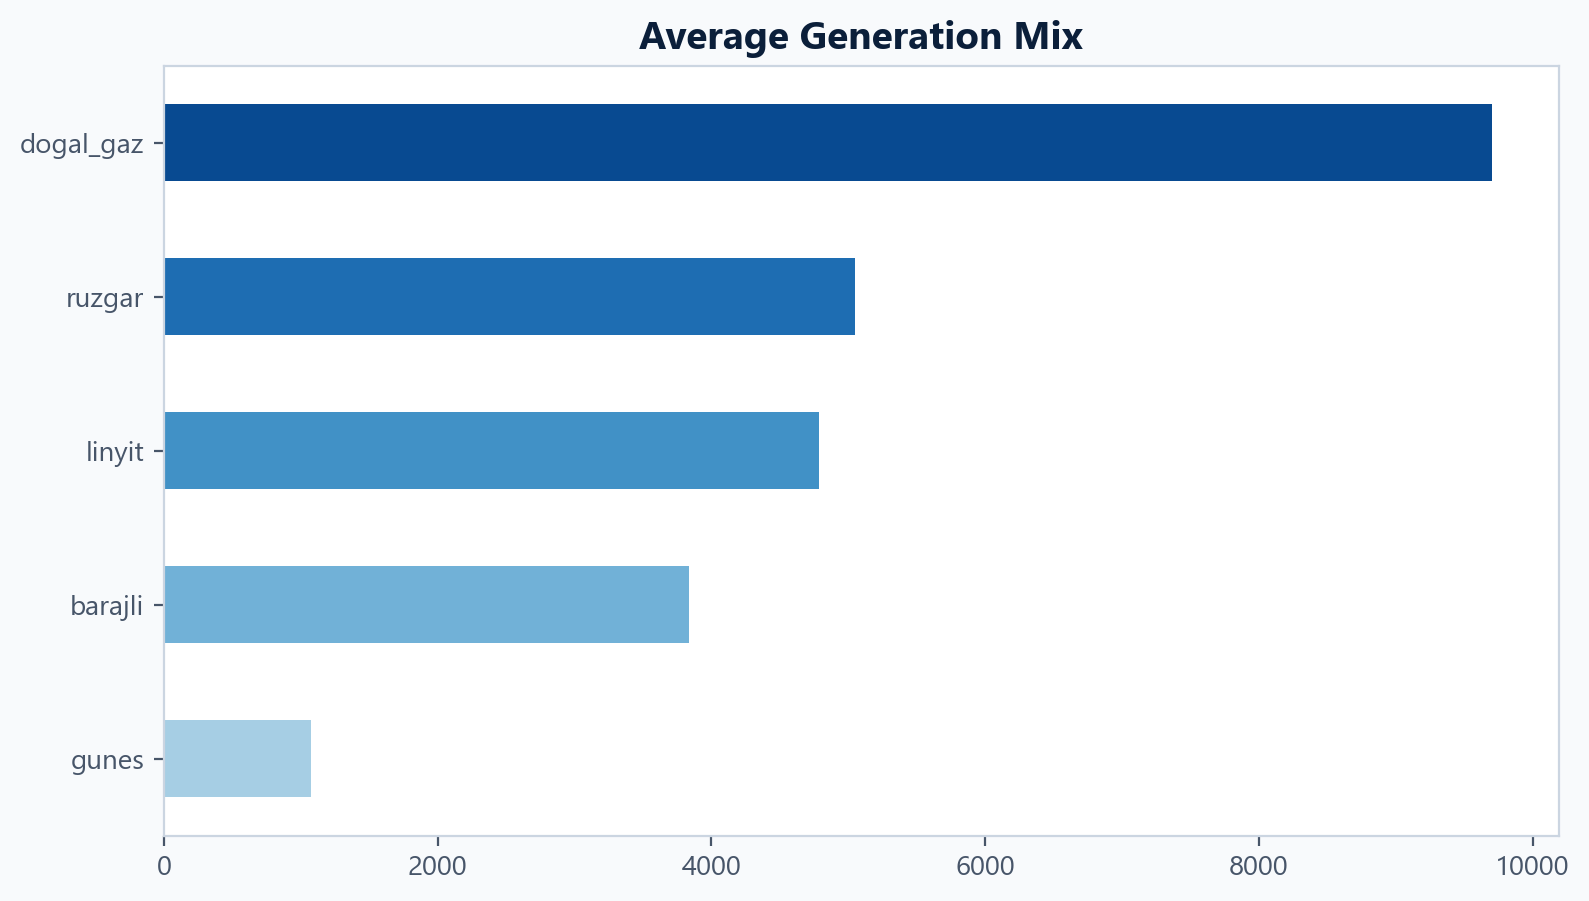 Average Generation Mix
dogal_gaz
ruzgar
linyit
barajli
gunes
0 2000 4000 6000 8000 10000